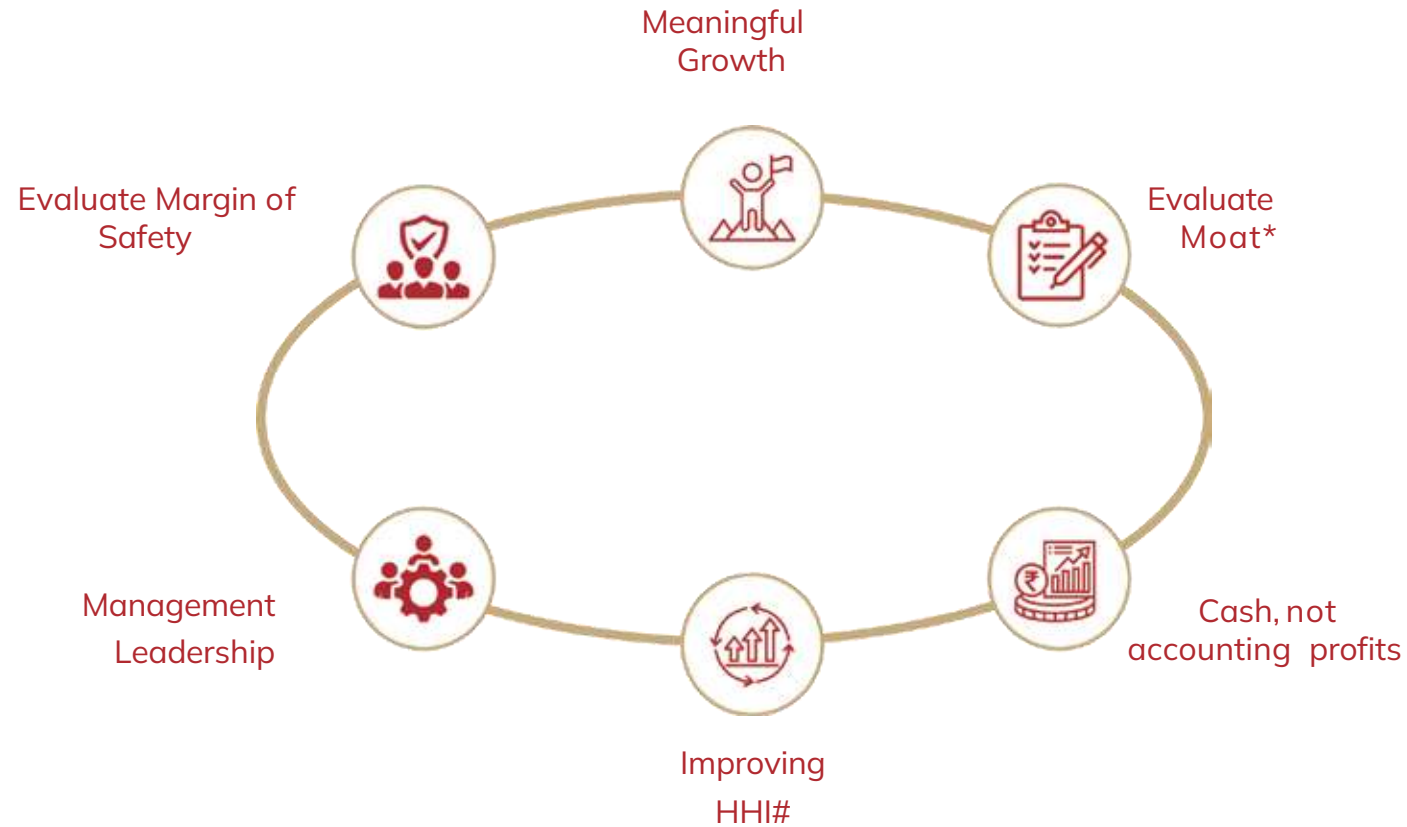 Meaningful
Growth
Evaluate Margin of
Safety
Evaluate
Moat*
₹
Management
Leadership
Cash, not
accounting profits
Improving
HHI#